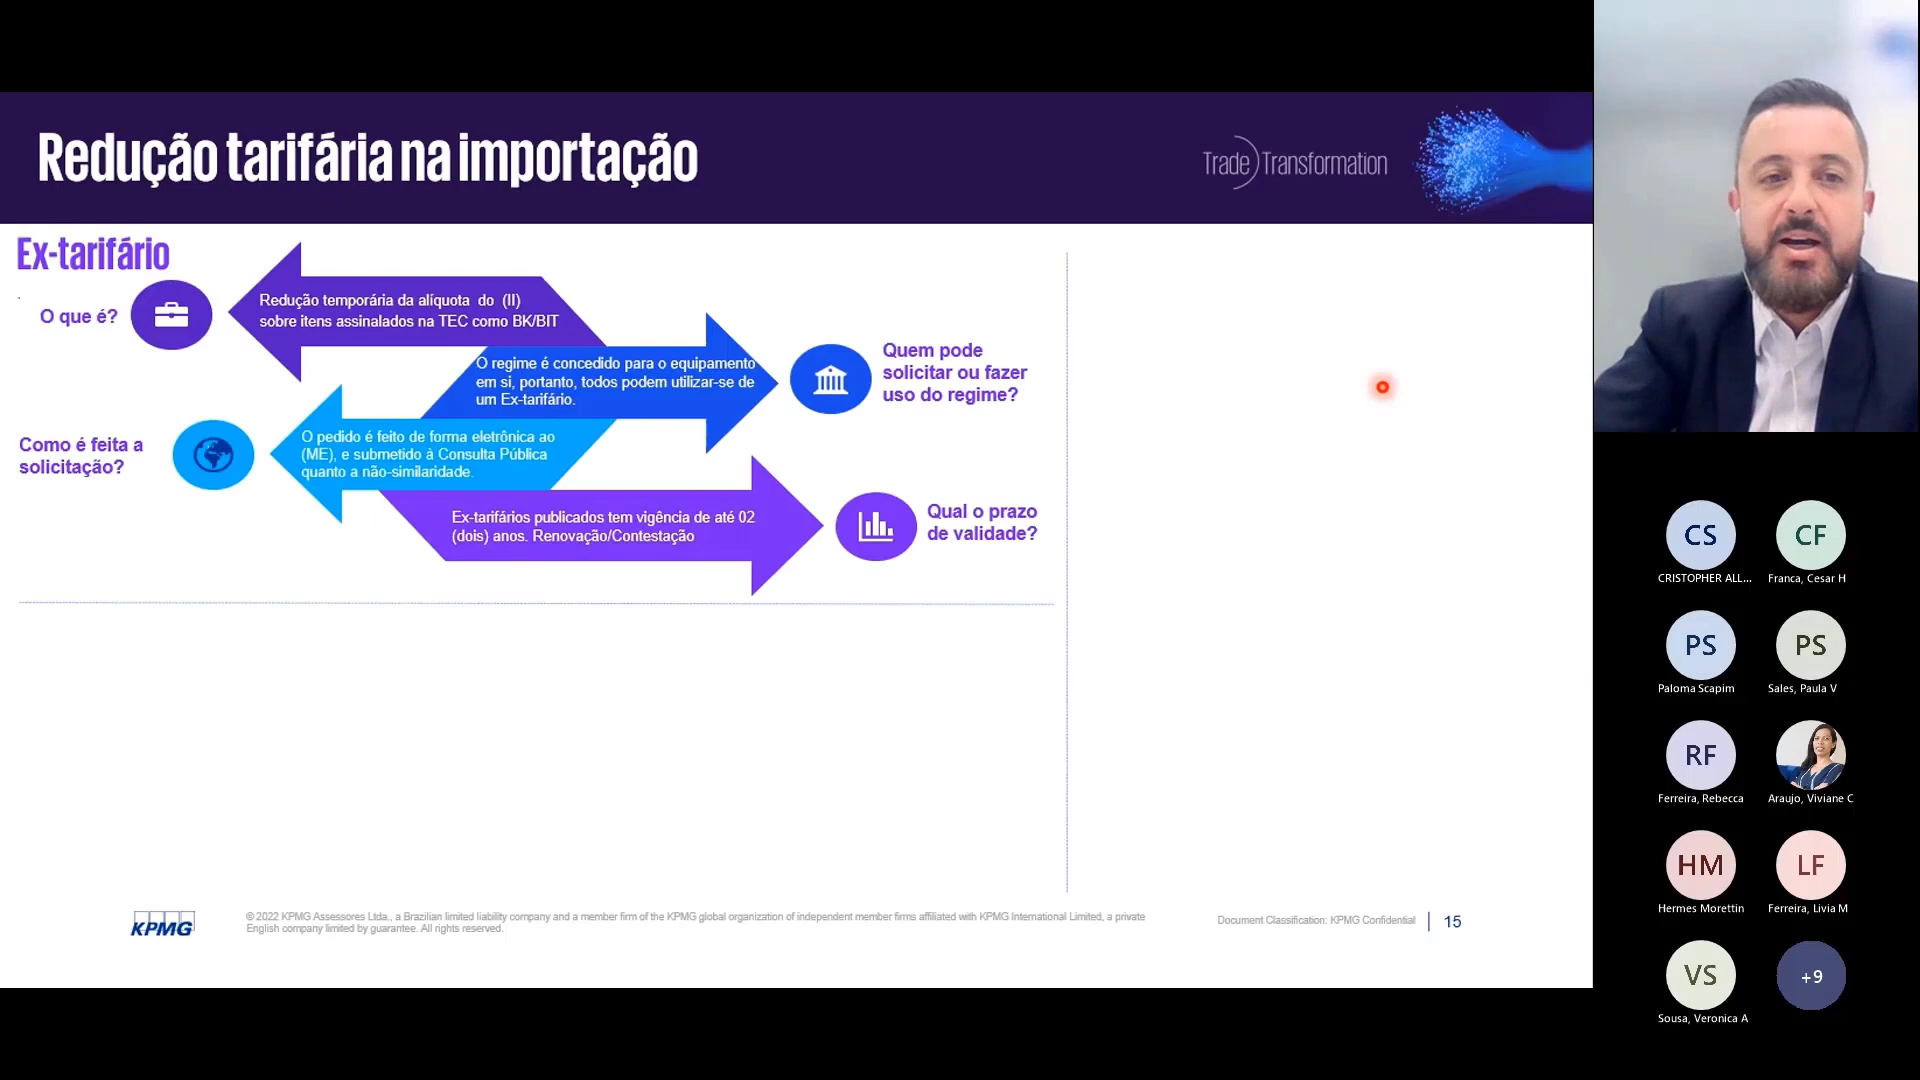 Redução tarifária na importação
Trade Transformation
Ex-tarifário
O que é?
Redução temporária da alíquota do (II)
sobre itens assinalados na TEC como BK/BIT
O regime é concedido para o equipamento
em si, portanto, todos podem utilizar-se de
um Ex-tarifário.
Quem pode
solicitar ou fazer
uso do regime?
Como é feita a
solicitação?
O pedido é feito de forma eletrônica ao
(ME), e submetido à Consulta Pública
quanto a não-similaridade.
Ex-tarifários publicados tem vigência de até 02
(dois) anos. Renovação/Contestação
Qual o prazo
de validade?
KPMG
© 2022 KPMG Assessores Ltda., a Brazilian limited liability company and a member firm of the KPMG global organization of independent member firms affiliated with KPMG International Limited, a private
English company limited by guarantee. All rights reserved.
Document Classification: KPMG Confidential
15
CS
CRISTOPHER ALL...
CF
Franca, Cesar H
PS
Paloma Scapim
PS
Sales, Paula V
RF
Ferreira, Rebecca
Araujo, Viviane C
HM
Hermes Morettin
LF
Ferreira, Livia M
VS
Sousa, Veronica A
+9